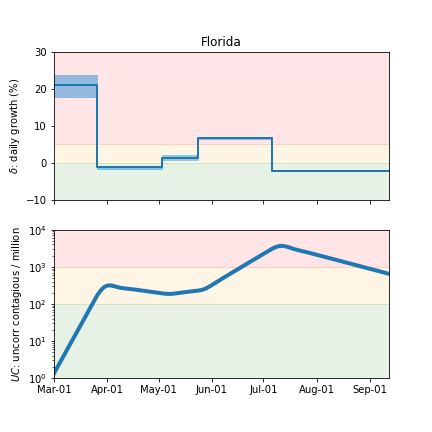 Florida
δ: daily growth (%)
30
20
10
0
−10
UC: uncorr contagious / million
10⁴
10³
10²
10¹
10⁰
Mar-01 Apr-01 May-01 Jun-01 Jul-01 Aug-01 Sep-01